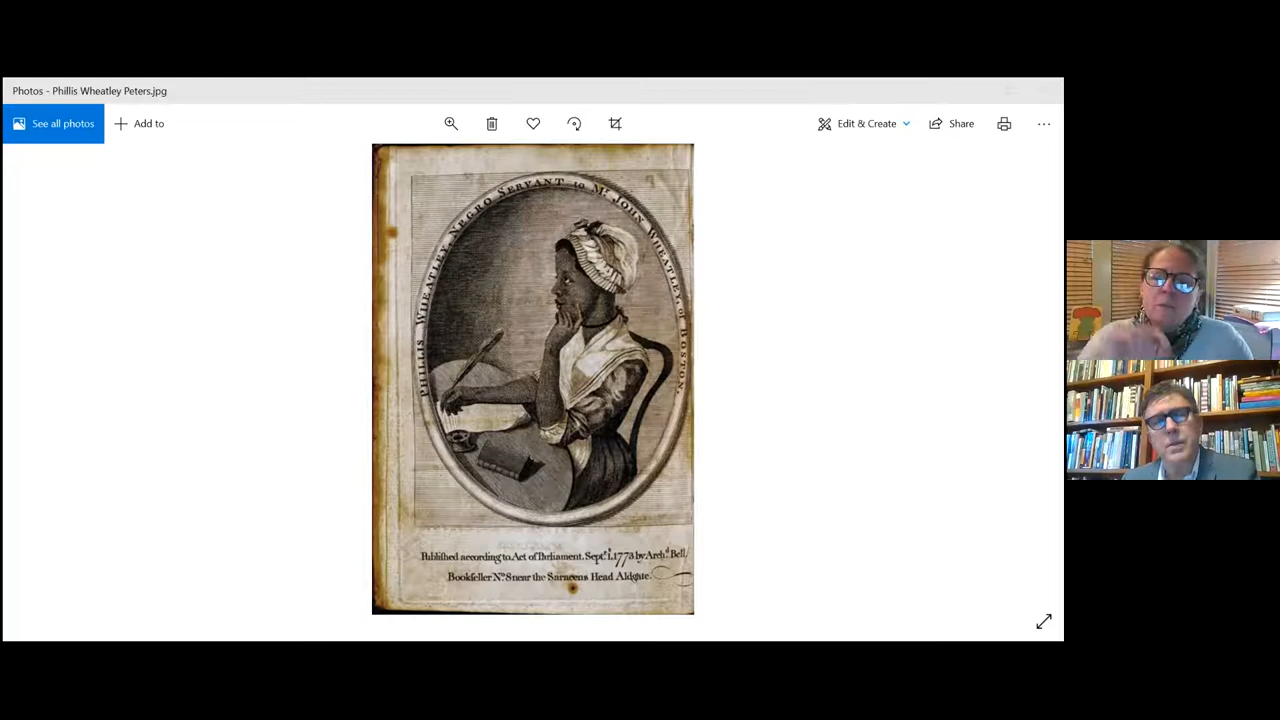 Photos - Phillis Wheatley Peters.jpg
See all photos
Add to
Edit & Create
Share
PHILLIS WHEATLEY, NEGRO SERVANT to Mr. JOHN WHEATLEY, of BOSTON.
Publiſhed according to Act of Parliament, Septr. 1, 1773 by Archd. Bell,
Bookſeller No. 8 near the Saracens Head Aldgate.